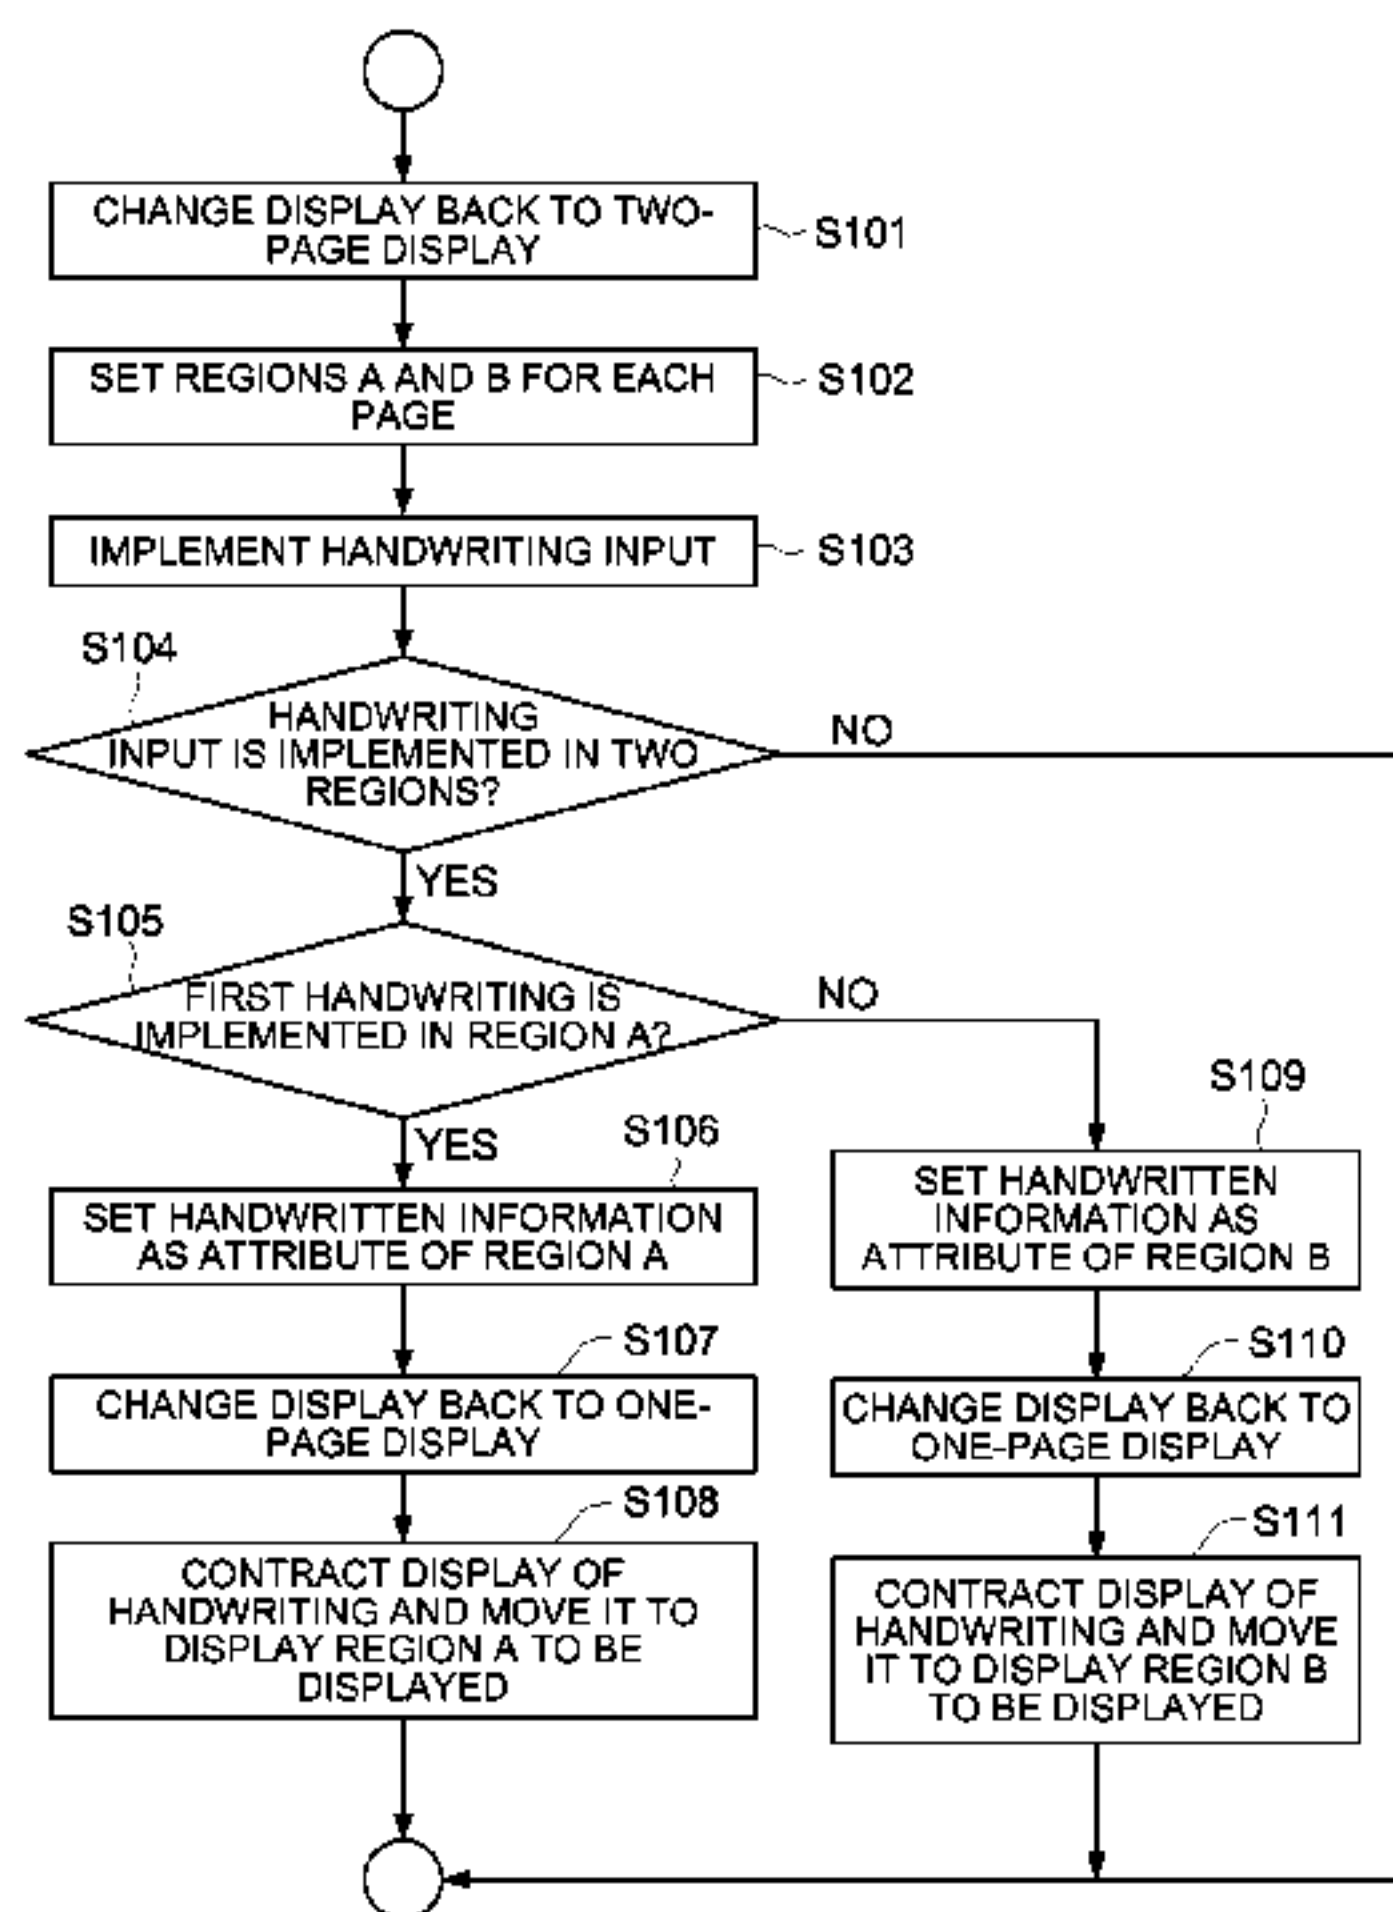 CHANGE DISPLAY BACK TO TWO-
PAGE DISPLAY
S101
SET REGIONS A AND B FOR EACH
PAGE
S102
IMPLEMENT HANDWRITING INPUT
S103
S104
HANDWRITING
INPUT IS IMPLEMENTED IN TWO
REGIONS?
NO
YES
S105
FIRST HANDWRITING IS
IMPLEMENTED IN REGION A?
NO
YES
S106
SET HANDWRITTEN INFORMATION
AS ATTRIBUTE OF REGION A
S107
CHANGE DISPLAY BACK TO ONE-
PAGE DISPLAY
S108
CONTRACT DISPLAY OF
HANDWRITING AND MOVE IT TO
DISPLAY REGION A TO BE
DISPLAYED
S109
SET HANDWRITTEN
INFORMATION AS
ATTRIBUTE OF REGION B
S110
CHANGE DISPLAY BACK TO
ONE-PAGE DISPLAY
S111
CONTRACT DISPLAY OF
HANDWRITING AND MOVE
IT TO DISPLAY REGION B
TO BE DISPLAYED